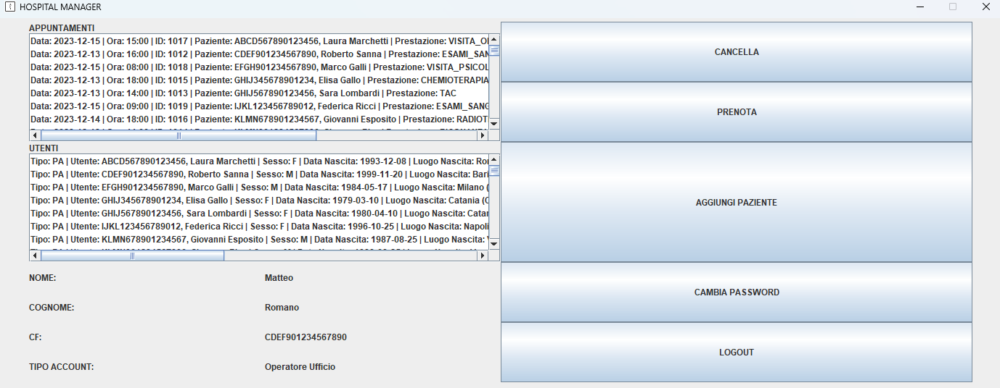 HOSPITAL MANAGER
APPUNTAMENTI
Data: 2023-12-15 | Ora: 15:00 | ID: 1017 | Paziente: ABCD567890123456, Laura Marchetti | Prestazione: VISITA_O
Data: 2023-12-13 | Ora: 16:00 | ID: 1012 | Paziente: CDEF901234567890, Roberto Sanna | Prestazione: ESAMI_SAN
Data: 2023-12-15 | Ora: 08:00 | ID: 1018 | Paziente: EFGH901234567890, Marco Galli | Prestazione: VISITA_PSICOL
Data: 2023-12-13 | Ora: 18:00 | ID: 1015 | Paziente: GHIJ345678901234, Elisa Gallo | Prestazione: CHEMIOTERAPIA
Data: 2023-12-13 | Ora: 14:00 | ID: 1013 | Paziente: GHIJ567890123456, Sara Lombardi | Prestazione: TAC
Data: 2023-12-15 | Ora: 09:00 | ID: 1019 | Paziente: IJKL123456789012, Federica Ricci | Prestazione: ESAMI_SANG
Data: 2023-12-14 | Ora: 18:00 | ID: 1016 | Paziente: KLMN678901234567, Giovanni Esposito | Prestazione: RADIOT
UTENTI
Tipo: PA | Utente: ABCD567890123456, Laura Marchetti | Sesso: F | Data Nascita: 1993-12-08 | Luogo Nascita: Ro
Tipo: PA | Utente: CDEF901234567890, Roberto Sanna | Sesso: M | Data Nascita: 1999-11-20 | Luogo Nascita: Bari
Tipo: PA | Utente: EFGH901234567890, Marco Galli | Sesso: M | Data Nascita: 1984-05-17 | Luogo Nascita: Milano (
Tipo: PA | Utente: GHIJ345678901234, Elisa Gallo | Sesso: F | Data Nascita: 1979-03-10 | Luogo Nascita: Catania (C
Tipo: PA | Utente: GHIJ567890123456, Sara Lombardi | Sesso: F | Data Nascita: 1980-04-10 | Luogo Nascita: Catan
Tipo: PA | Utente: IJKL123456789012, Federica Ricci | Sesso: F | Data Nascita: 1996-10-25 | Luogo Nascita: Napoli
Tipo: PA | Utente: KLMN678901234567, Giovanni Esposito | Sesso: M | Data Nascita: 1987-08-25 | Luogo Nascita:
NOME: Matteo
COGNOME: Romano
CF: CDEF901234567890
TIPO ACCOUNT: Operatore Ufficio
CANCELLA
PRENOTA
AGGIUNGI PAZIENTE
CAMBIA PASSWORD
LOGOUT